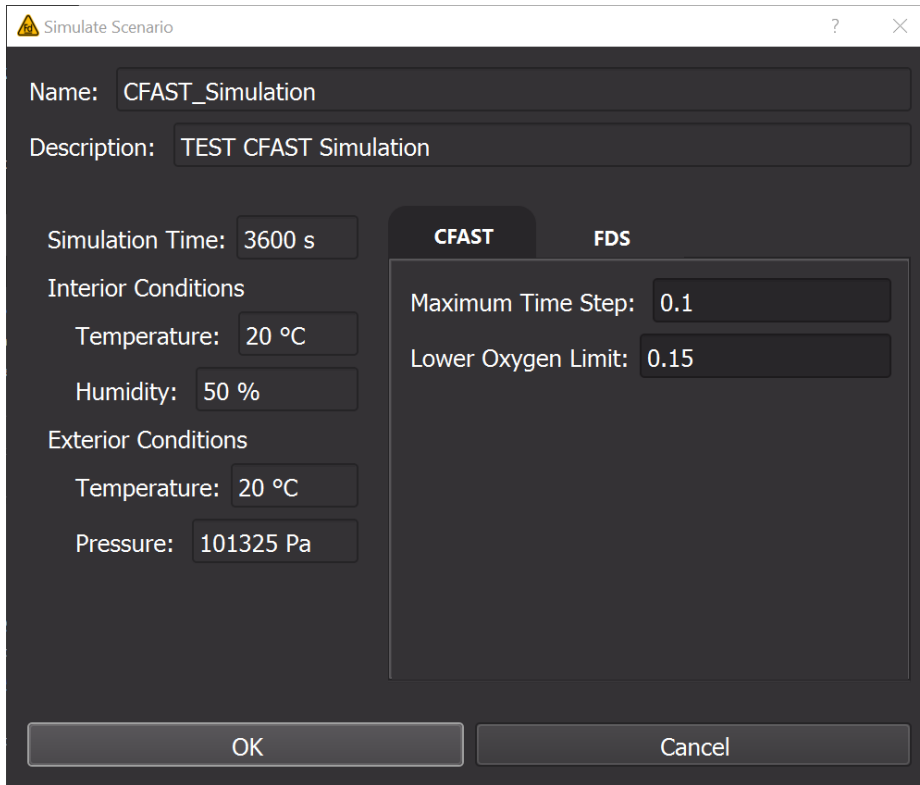 Fd Simulate Scenario ?
Name: CFAST_Simulation
Description: TEST CFAST Simulation
Simulation Time: 3600 s
Interior Conditions
Temperature: 20 °C
Humidity: 50 %
Exterior Conditions
Temperature: 20 °C
Pressure: 101325 Pa
CFAST FDS
Maximum Time Step: 0.1
Lower Oxygen Limit: 0.15
OK Cancel